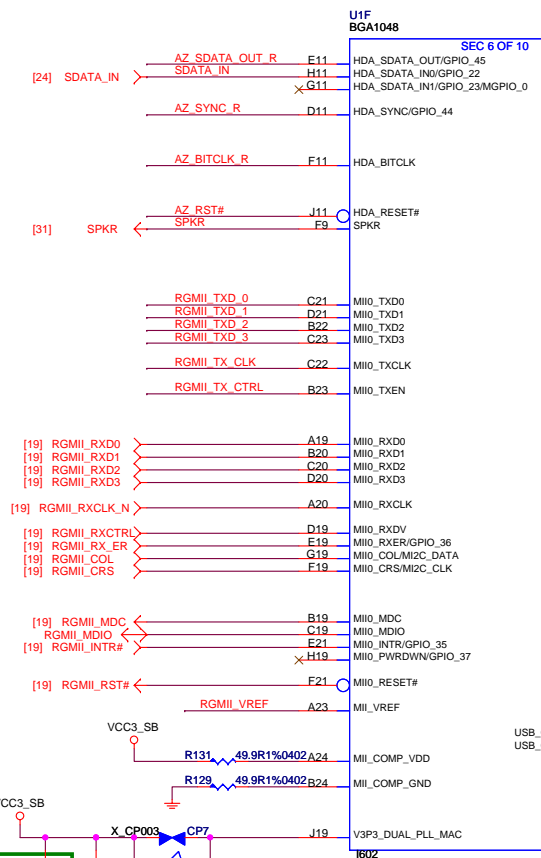 U1F
BGA1048
SEC 6 OF 10
AZ_SDATA_OUT_R E11 HDA_SDATA_OUT/GPIO_45
[24] SDATA_IN SDATA_IN H11 HDA_SDATA_IN0/GPIO_22
G11 HDA_SDATA_IN1/GPIO_23/MGPIO_0
AZ_SYNC_R D11 HDA_SYNC/GPIO_44
AZ_BITCLK_R F11 HDA_BITCLK
AZ_RST# J11 HDA_RESET#
[31] SPKR SPKR F9 SPKR
RGMII_TXD_0 C21 MII0_TXD0
RGMII_TXD_1 D21 MII0_TXD1
RGMII_TXD_2 B22 MII0_TXD2
RGMII_TXD_3 C23 MII0_TXD3
RGMII_TX_CLK C22 MII0_TXCLK
RGMII_TX_CTRL B23 MII0_TXEN
[19] RGMII_RXD0 A19 MII0_RXD0
[19] RGMII_RXD1 B20 MII0_RXD1
[19] RGMII_RXD2 C20 MII0_RXD2
[19] RGMII_RXD3 D20 MII0_RXD3
[19] RGMII_RXCLK_N A20 MII0_RXCLK
[19] RGMII_RXCTRL D19 MII0_RXDV
[19] RGMII_RX_ER E19 MII0_RXER/GPIO_36
[19] RGMII_COL G19 MII0_COL/MI2C_DATA
[19] RGMII_CRS F19 MII0_CRS/MI2C_CLK
[19] RGMII_MDC B19 MII0_MDC
RGMII_MDIO C19 MII0_MDIO
[19] RGMII_INTR# E21 MII0_INTR/GPIO_35
H19 MII0_PWRDWN/GPIO_37
[19] RGMII_RST# F21 MII0_RESET#
RGMII_VREF A23 MII_VREF
VCC3_SB
USB_
USB_
R131 49.9R1%0402 A24 MII_COMP_VDD
R129 49.9R1%0402 B24 MII_COMP_GND
VCC3_SB
X_CP003 CP7 J19 V3P3_DUAL_PLL_MAC
I602